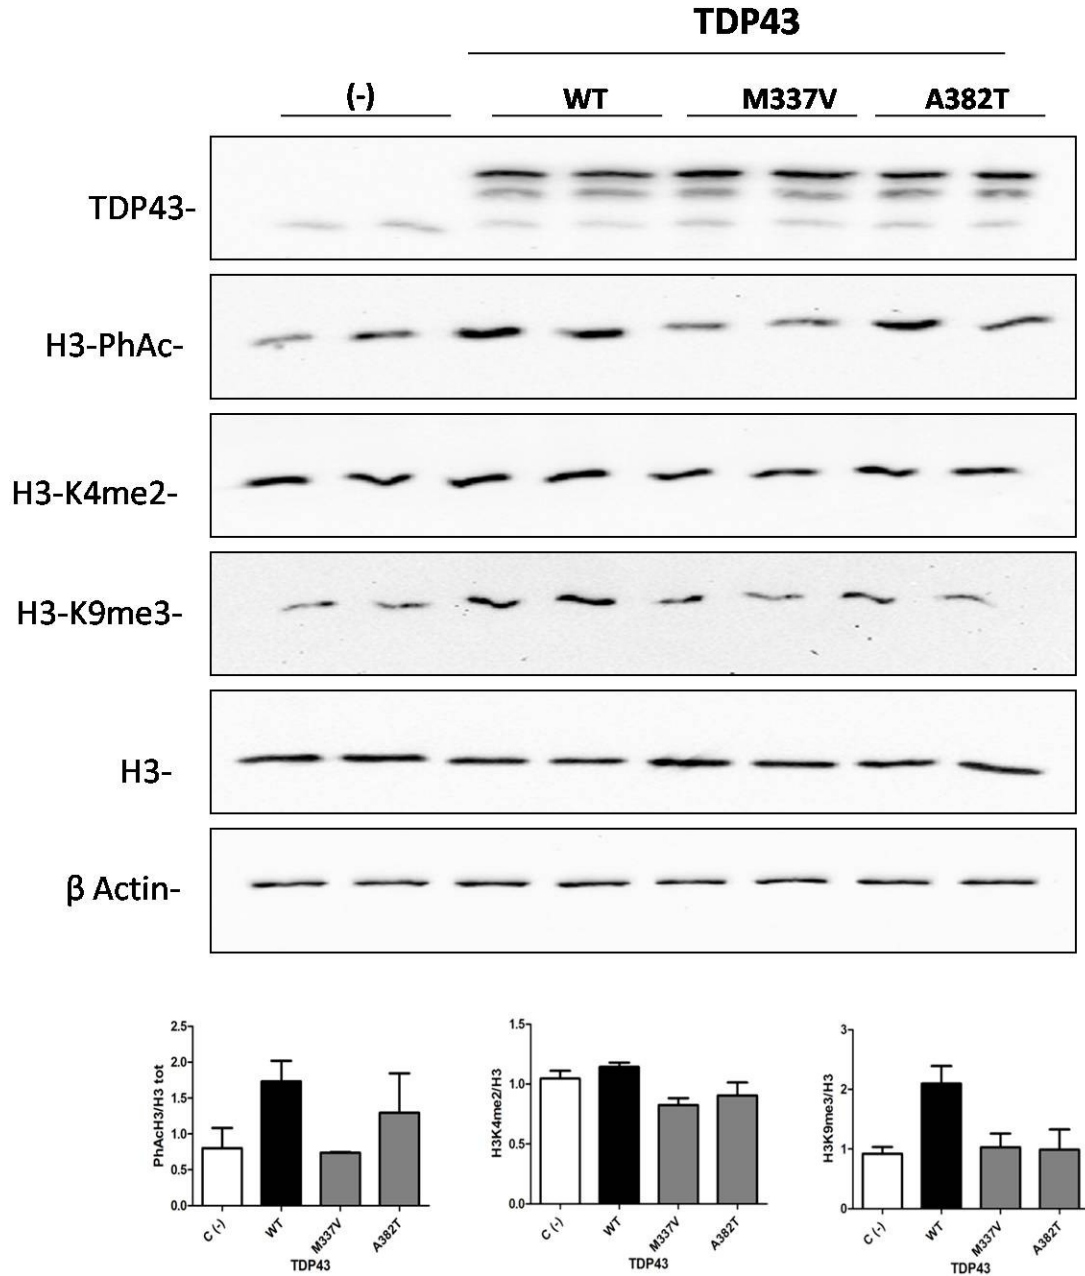 TDP43
(-) WT M337V A382T
TDP43-
H3-PhAc-
H3-K4me2-
H3-K9me3-
H3-
β Actin-
PhAcH3/H3 tot
2.5
2.0
1.5
1.0
0.5
0.0
C (-) WT M337V A382T
TDP43
H3K4me2/H3
1.5
1.0
0.5
0.0
C (-) WT M337V A382T
TDP43
H3K9me3/H3
3
2
1
0
C (-) WT M337V A382T
TDP43